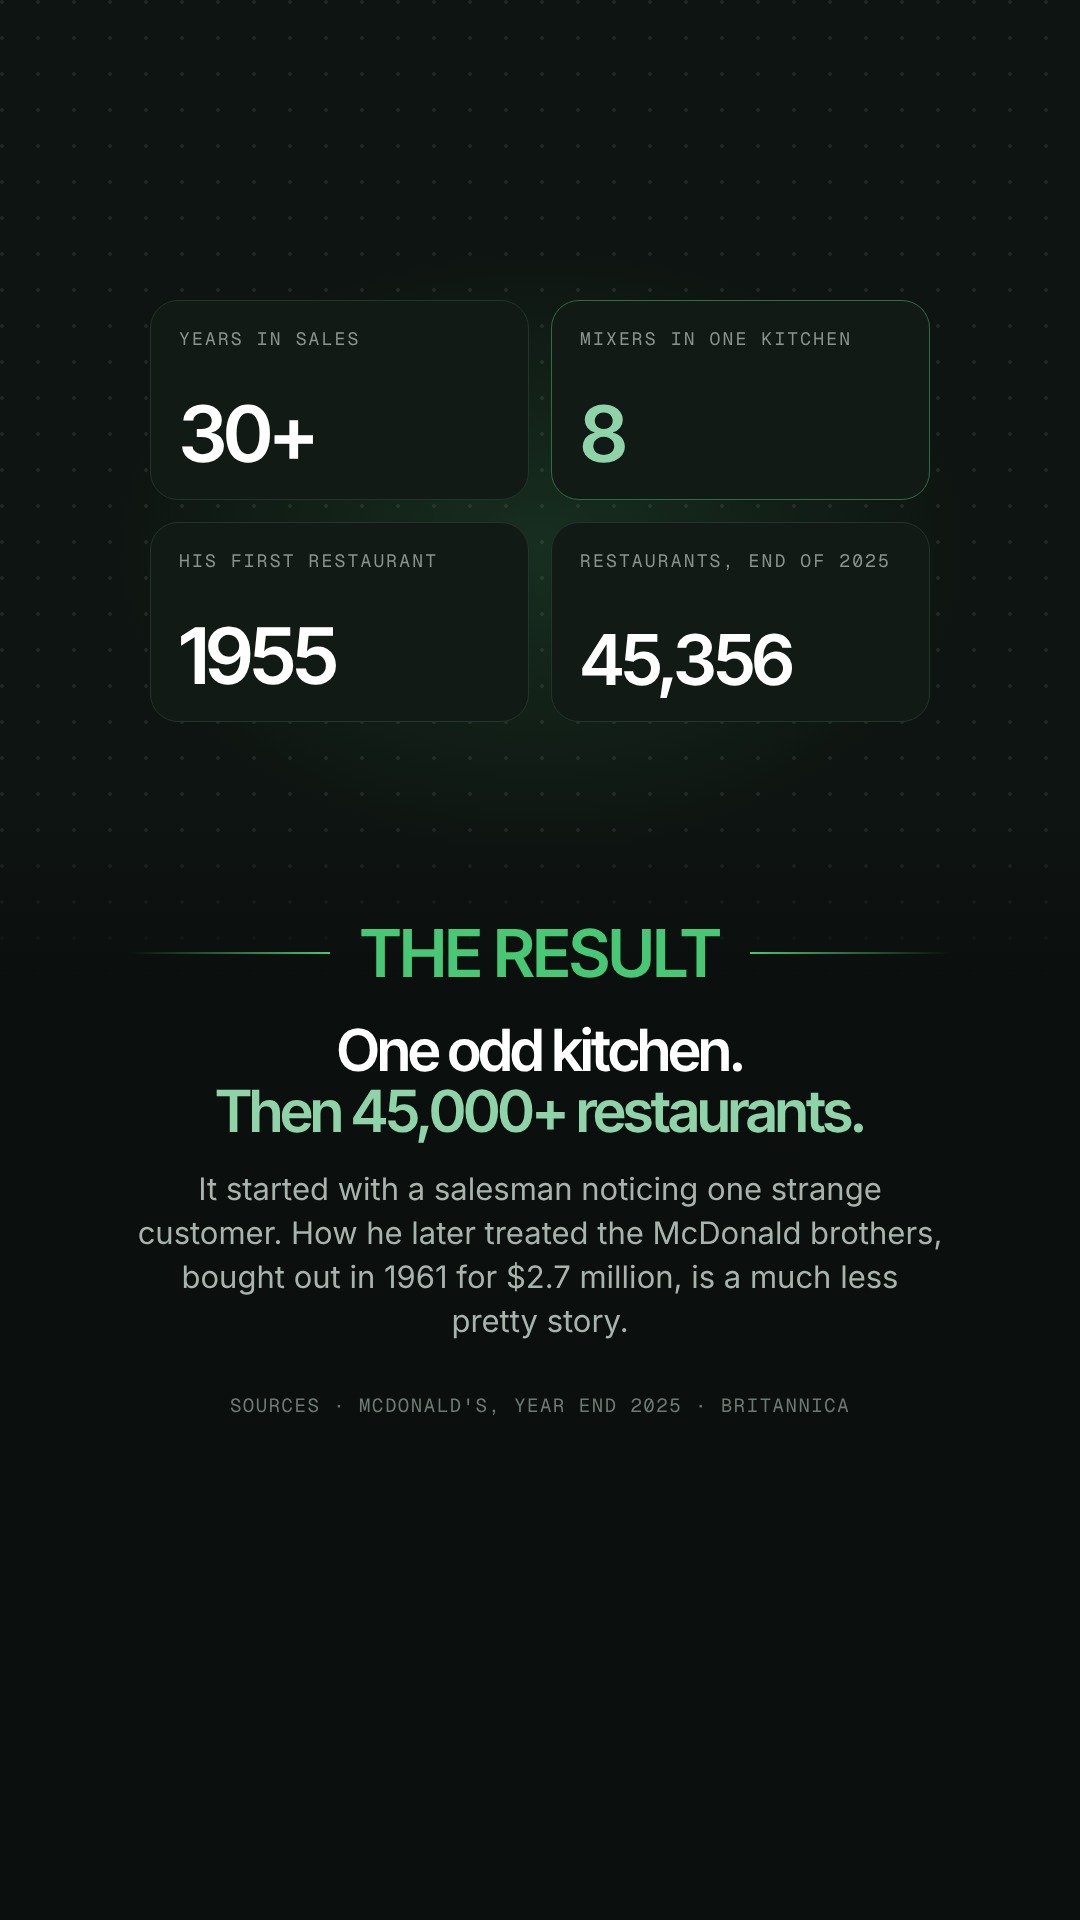 YEARS IN SALES
30+
MIXERS IN ONE KITCHEN
8
HIS FIRST RESTAURANT
1955
RESTAURANTS, END OF 2025
45,356
THE RESULT
One odd kitchen.
Then 45,000+ restaurants.
It started with a salesman noticing one strange
customer. How he later treated the McDonald brothers,
bought out in 1961 for $2.7 million, is a much less
pretty story.
SOURCES · MCDONALD'S, YEAR END 2025 · BRITANNICA